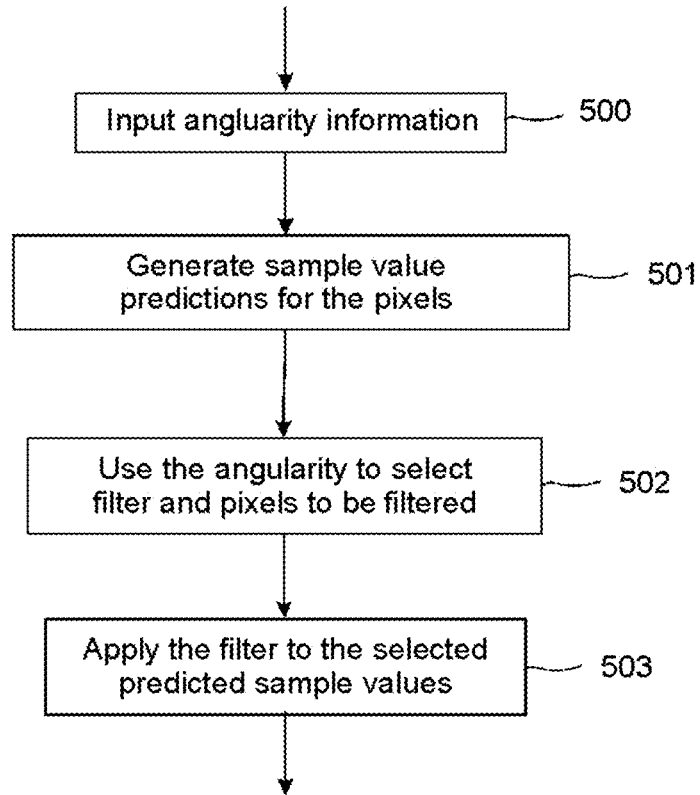 Input angluarity information
500
Generate sample value
predictions for the pixels
501
Use the angularity to select
filter and pixels to be filtered
502
Apply the filter to the selected
predicted sample values
503